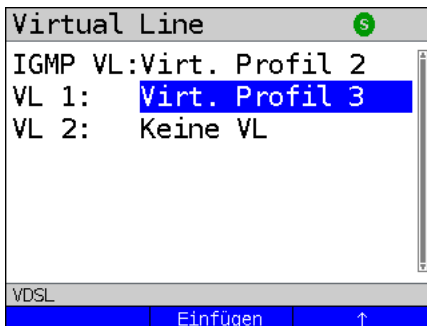 Virtual Line S
IGMP VL:Virt. Profil 2
VL 1: Virt. Profil 3
VL 2: Keine VL
VDSL
Einfügen ↑